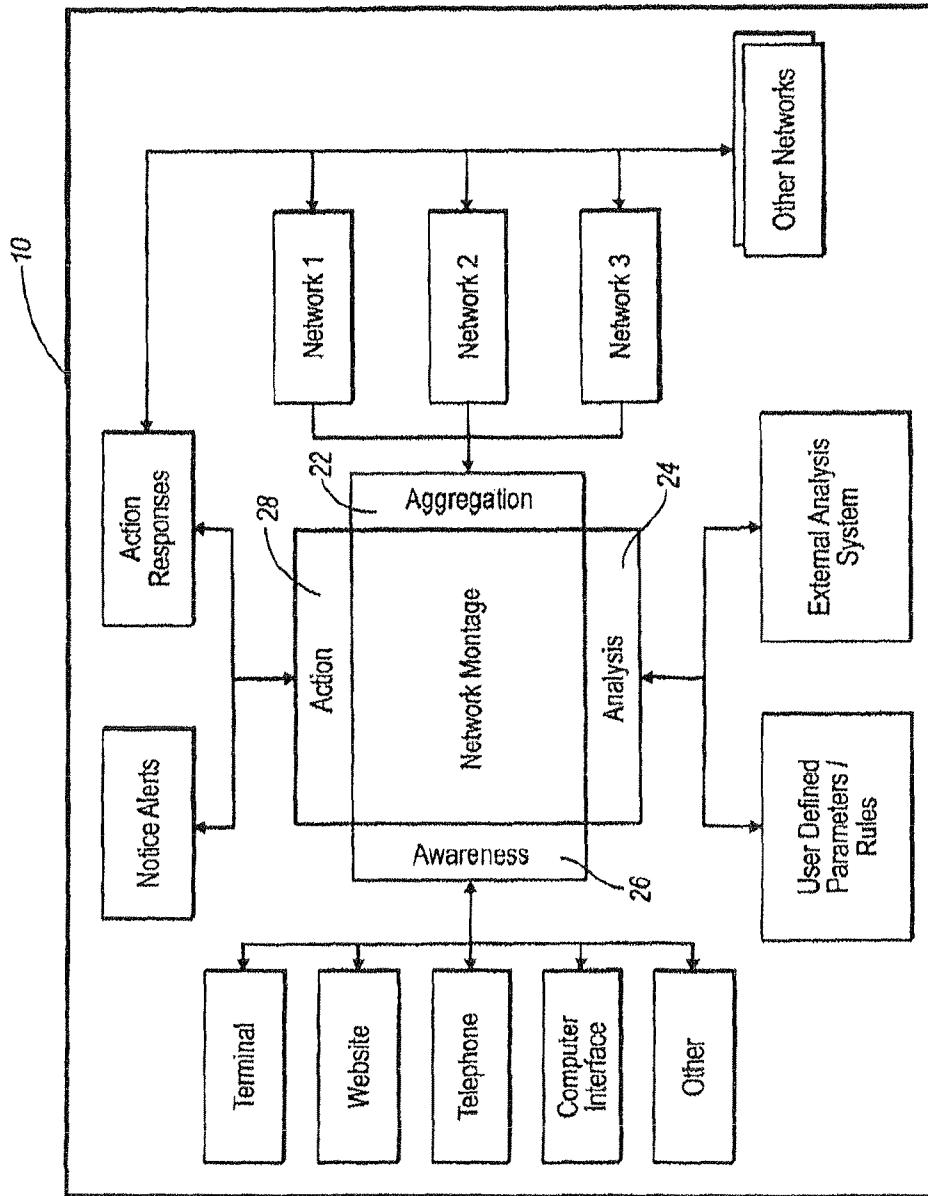 10
Notice Alerts
Action
Responses
Terminal
Website
Telephone
Computer
Interface
Other
28
Action
22
Aggregation
Network Montage
Awareness
26
Analysis
24
Network 1
Network 2
Network 3
Other Networks
User Defined
Parameters /
Rules
External Analysis
System